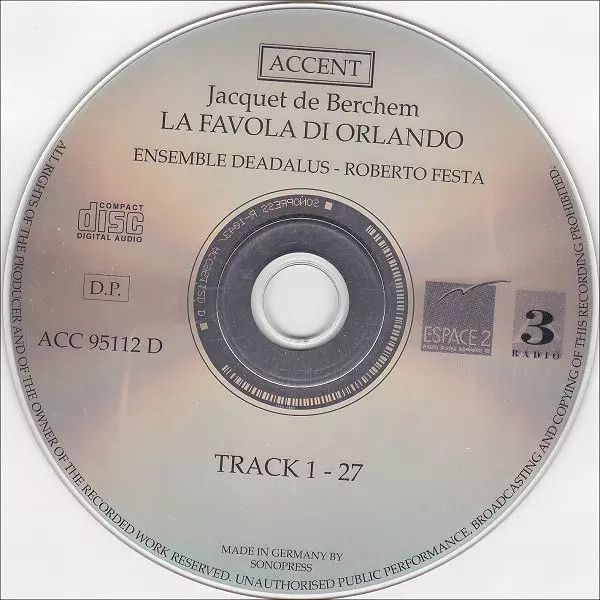 ACCENT
Jacquet de Berchem
LA FAVOLA DI ORLANDO
ENSEMBLE DEADALUS - ROBERTO FESTA
COMPACT
disc
DIGITAL AUDIO
D.P.
ACC 95112 D
ESPACE 2
3
RADIO
TRACK 1 - 27
MADE IN GERMANY BY
SONOPRESS
ALL RIGHTS OF THE PRODUCER AND OF THE OWNER OF THE RECORDED WORK RESERVED. UNAUTHORISED PUBLIC PERFORMANCE, BROADCASTING AND COPYING OF THIS RECORDING PROHIBITED.